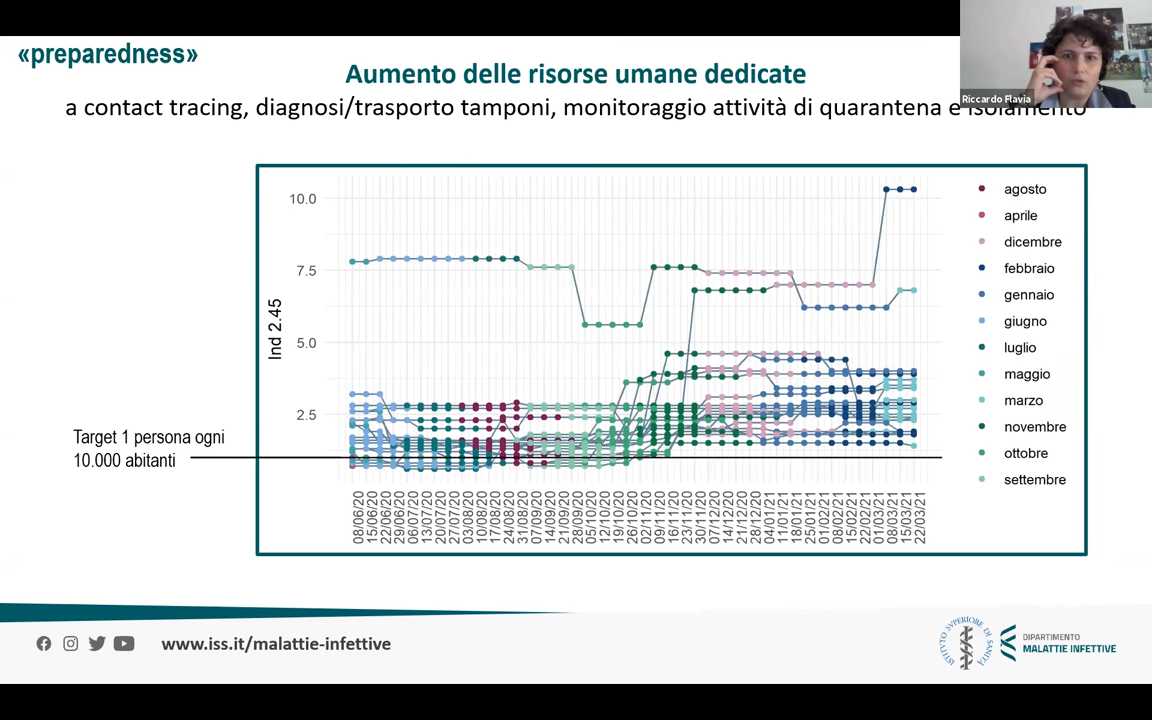 «preparedness»
Aumento delle risorse umane dedicate
a contact tracing, diagnosi/trasporto tamponi, monitoraggio attività di quarantena e isolamento
Riccardo Flavia
10.0
7.5
5.0
2.5
Ind 2.45
Target 1 persona ogni
10.000 abitanti
08/06/20
15/06/20
22/06/20
29/06/20
06/07/20
13/07/20
20/07/20
27/07/20
03/08/20
10/08/20
17/08/20
24/08/20
31/08/20
07/09/20
14/09/20
21/09/20
28/09/20
05/10/20
12/10/20
19/10/20
26/10/20
02/11/20
09/11/20
16/11/20
23/11/20
30/11/20
07/12/20
14/12/20
21/12/20
28/12/20
04/01/21
11/01/21
18/01/21
25/01/21
01/02/21
08/02/21
15/02/21
22/02/21
01/03/21
08/03/21
15/03/21
22/03/21
agosto
aprile
dicembre
febbraio
gennaio
giugno
luglio
maggio
marzo
novembre
ottobre
settembre
www.iss.it/malattie-infettive
ISTITVTO SVPERIORE DI SANITÀ
DIPARTIMENTO
MALATTIE INFETTIVE